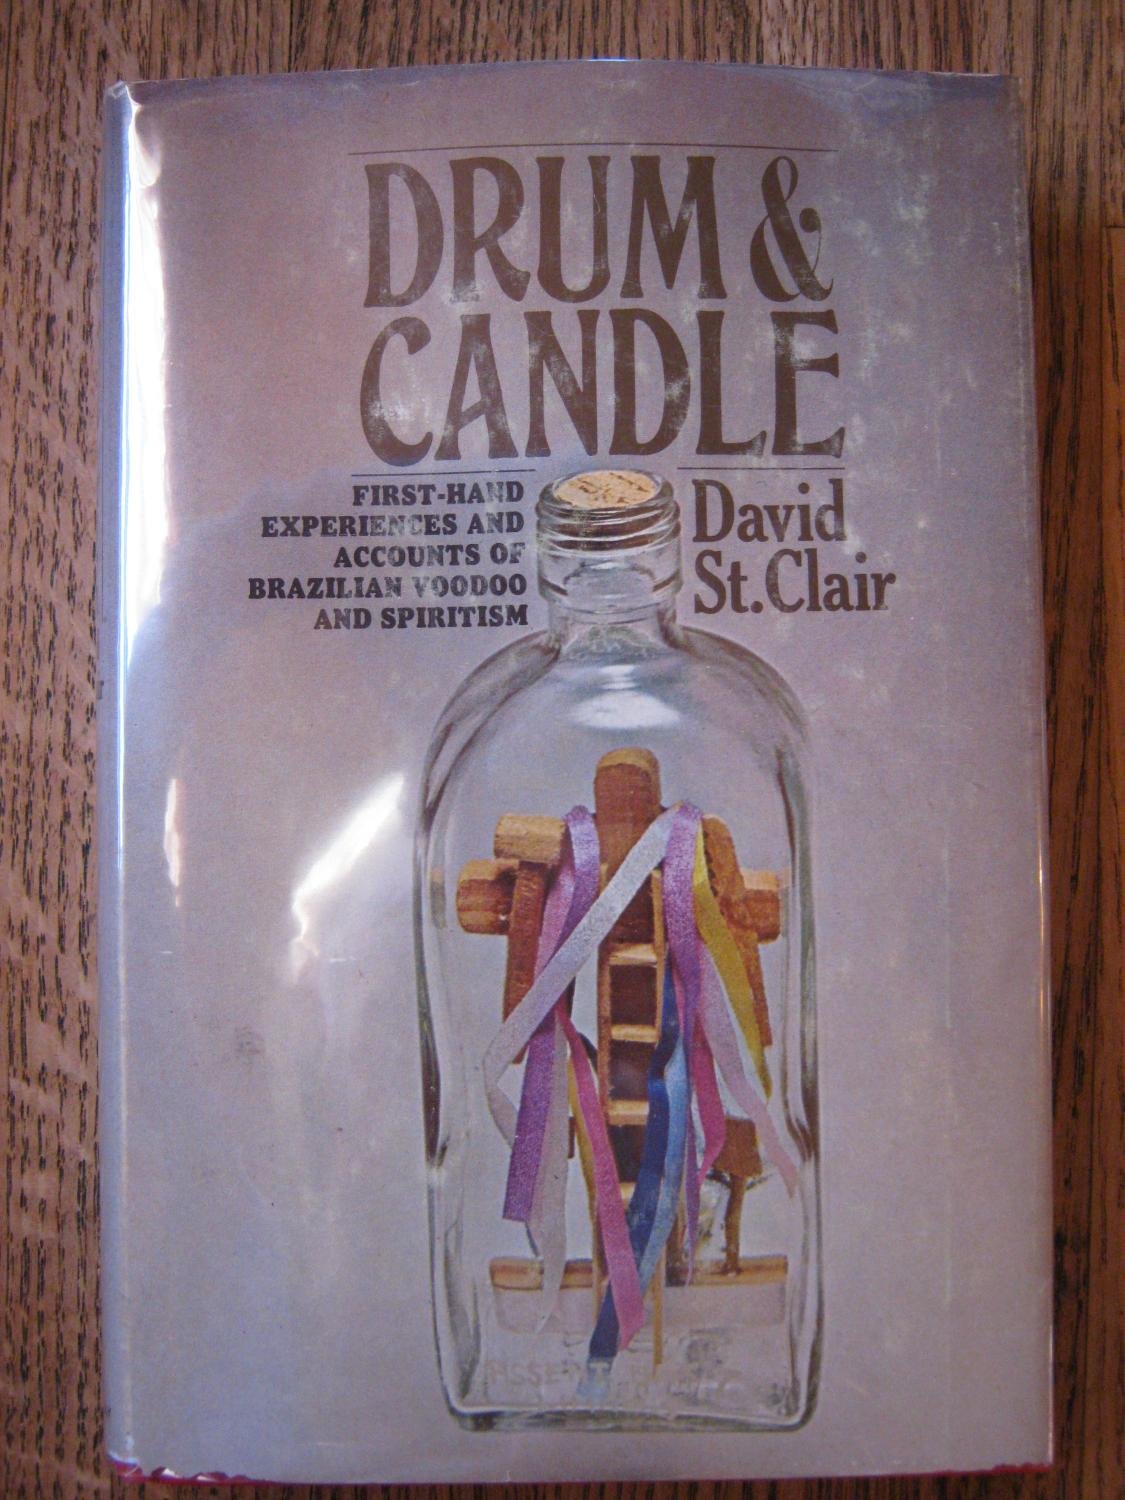 DRUM &
CANDLE
FIRST-HAND
EXPERIENCES AND
ACCOUNTS OF
BRAZILIAN VOODOO
AND SPIRITISM
David
St. Clair